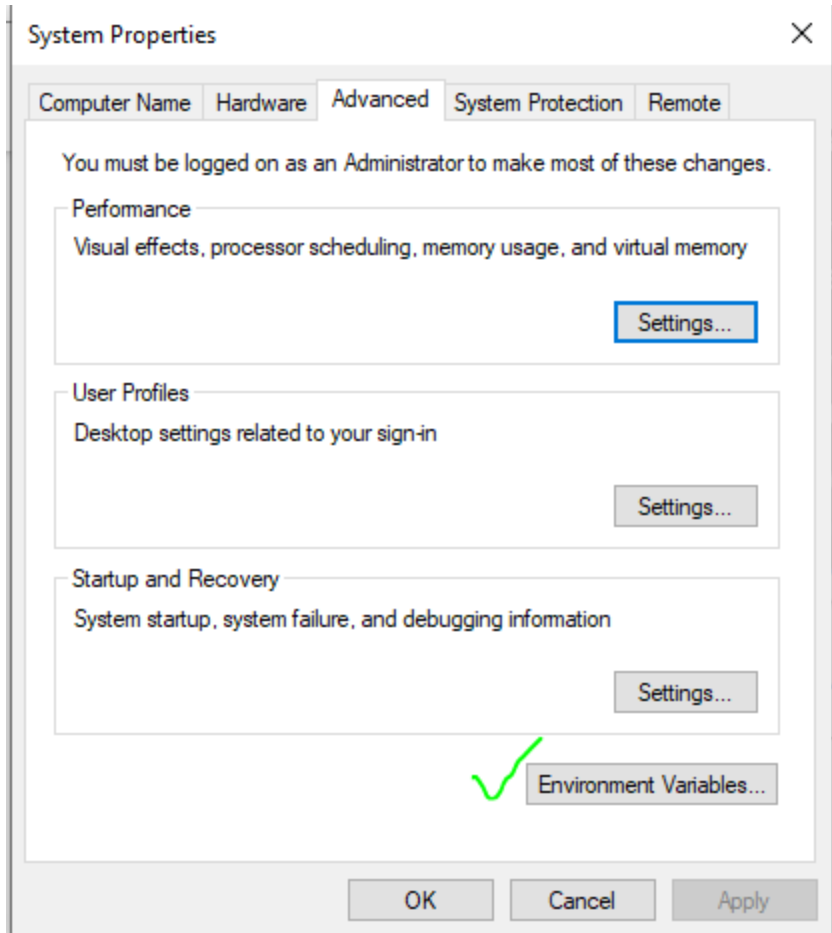 System Properties
Computer Name Hardware Advanced System Protection Remote
You must be logged on as an Administrator to make most of these changes.
Performance
Visual effects, processor scheduling, memory usage, and virtual memory
Settings...
User Profiles
Desktop settings related to your sign-in
Settings...
Startup and Recovery
System startup, system failure, and debugging information
Settings...
Environment Variables...
OK Cancel Apply